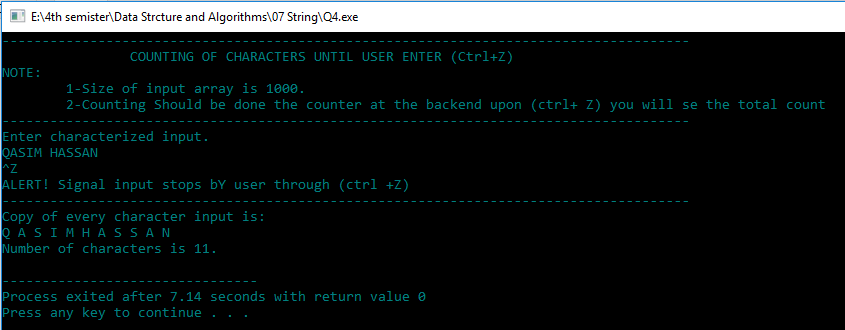 E:\4th semister\Data Strcture and Algorithms\07 String\Q4.exe
--------------------------------------------------------------------------------------
COUNTING OF CHARACTERS UNTIL USER ENTER (Ctrl+Z)
NOTE:
1-Size of input array is 1000.
2-Counting Should be done the counter at the backend upon (ctrl+ Z) you will se the total count
--------------------------------------------------------------------------------------
Enter characterized input.
QASIM HASSAN
^Z
ALERT! Signal input stops bY user through (ctrl +Z)
--------------------------------------------------------------------------------------
Copy of every character input is:
Q A S I M H A S S A N
Number of characters is 11.
--------------------------------
Process exited after 7.14 seconds with return value 0
Press any key to continue . . .